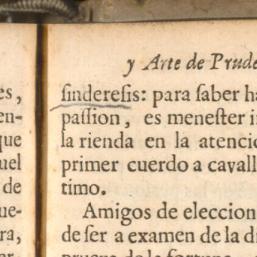 y Arte de Prude
es,
en-
que
uel
de
ue-
ra,
sinderesis: para saber ha
passion, es menester i
la rienda en la atencio
primer cuerdo a cavall
timo.
Amigos de eleccion
de ser a examen de la di